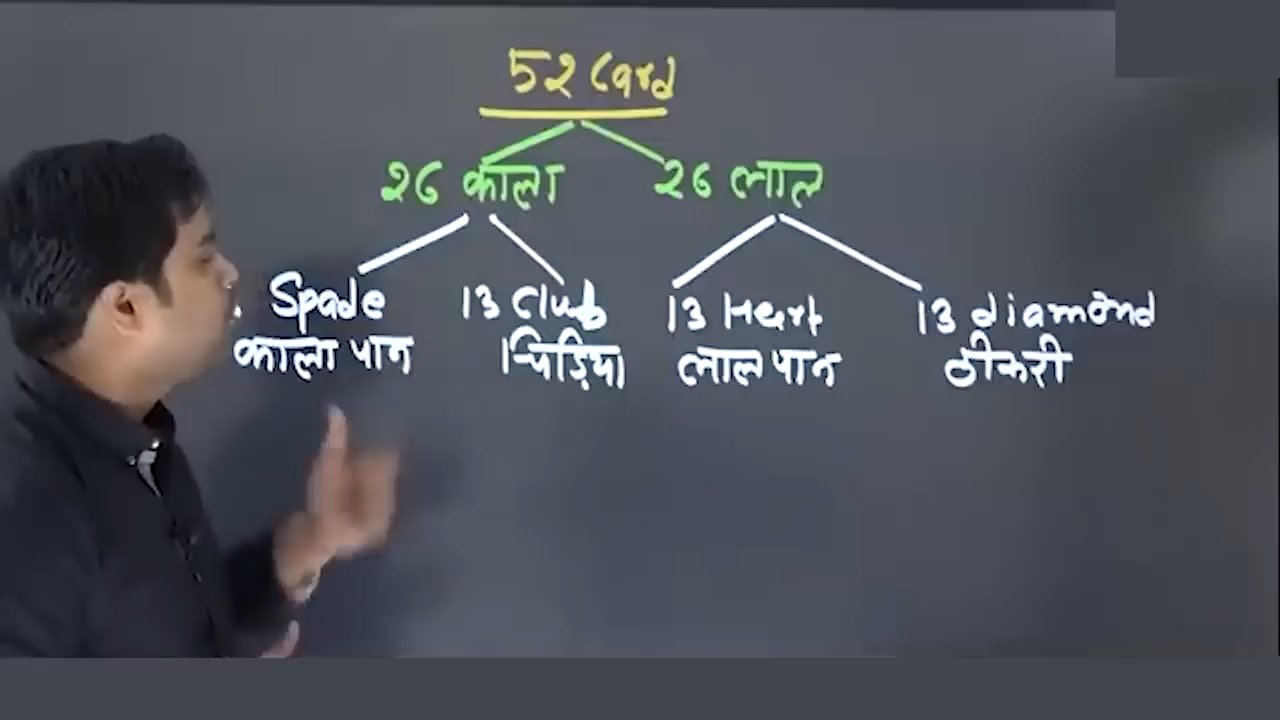 52 Card
26 काला 26 लाल
Spade 13 Club 13 Heart 13 diamond
काला पान चिड़िया लाल पान ठीकरी